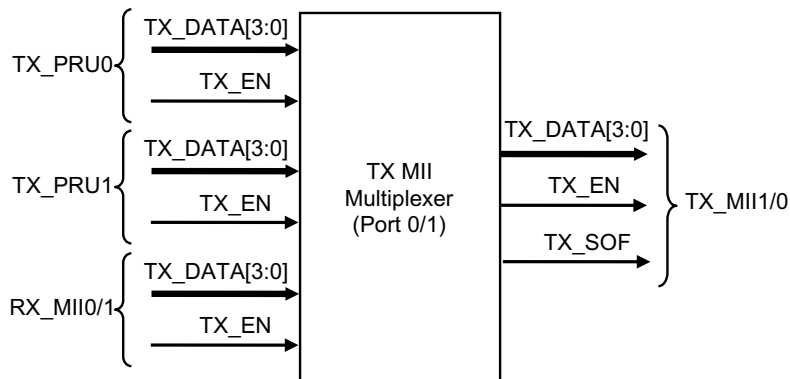 TX_PRU0
TX_DATA[3:0]
TX_EN
TX_PRU1
TX_DATA[3:0]
TX_EN
RX_MII0/1
TX_DATA[3:0]
TX_EN
TX MII
Multiplexer
(Port 0/1)
TX_DATA[3:0]
TX_EN
TX_SOF
TX_MII1/0